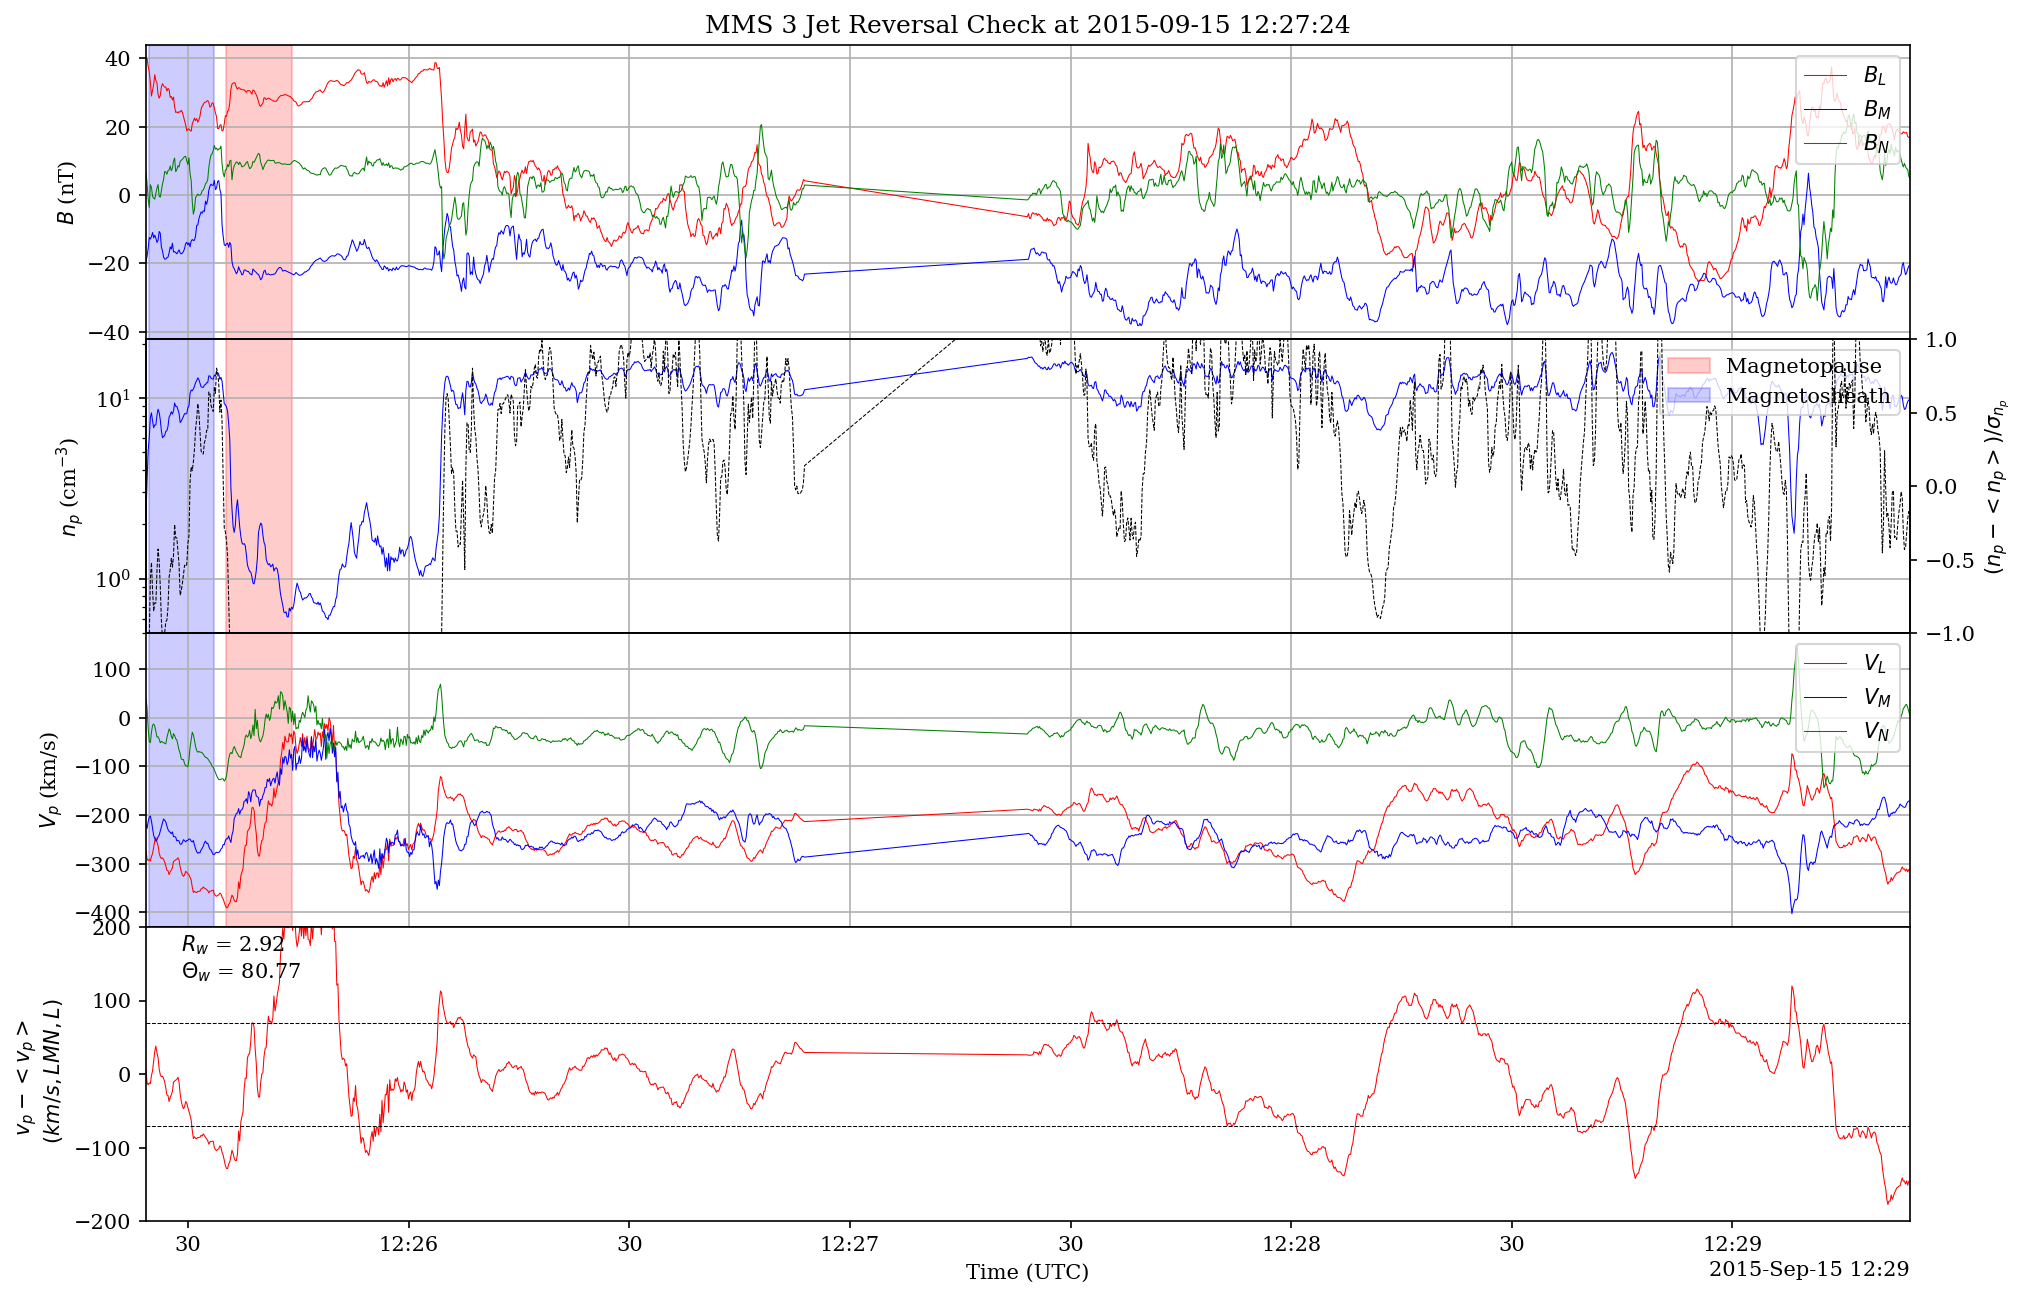 MMS 3 Jet Reversal Check at 2015-09-15 12:27:24
40
20
0
−20
−40
B (nT)
B_L
B_M
B_N
10^1
10^0
n_p (cm^{−3})
1.0
0.5
0.0
−0.5
−1.0
(n_p − < n_p >)/σ_{n_p}
Magnetopause
Magnetosheath
100
0
−100
−200
−300
−400
V_p (km/s)
V_L
V_M
V_N
200
100
0
−100
−200
v_p − < v_p >
(km/s, LMN, L)
R_w = 2.92
Θ_w = 80.77
30
12:26
30
12:27
30
12:28
30
12:29
Time (UTC)
2015-Sep-15 12:29